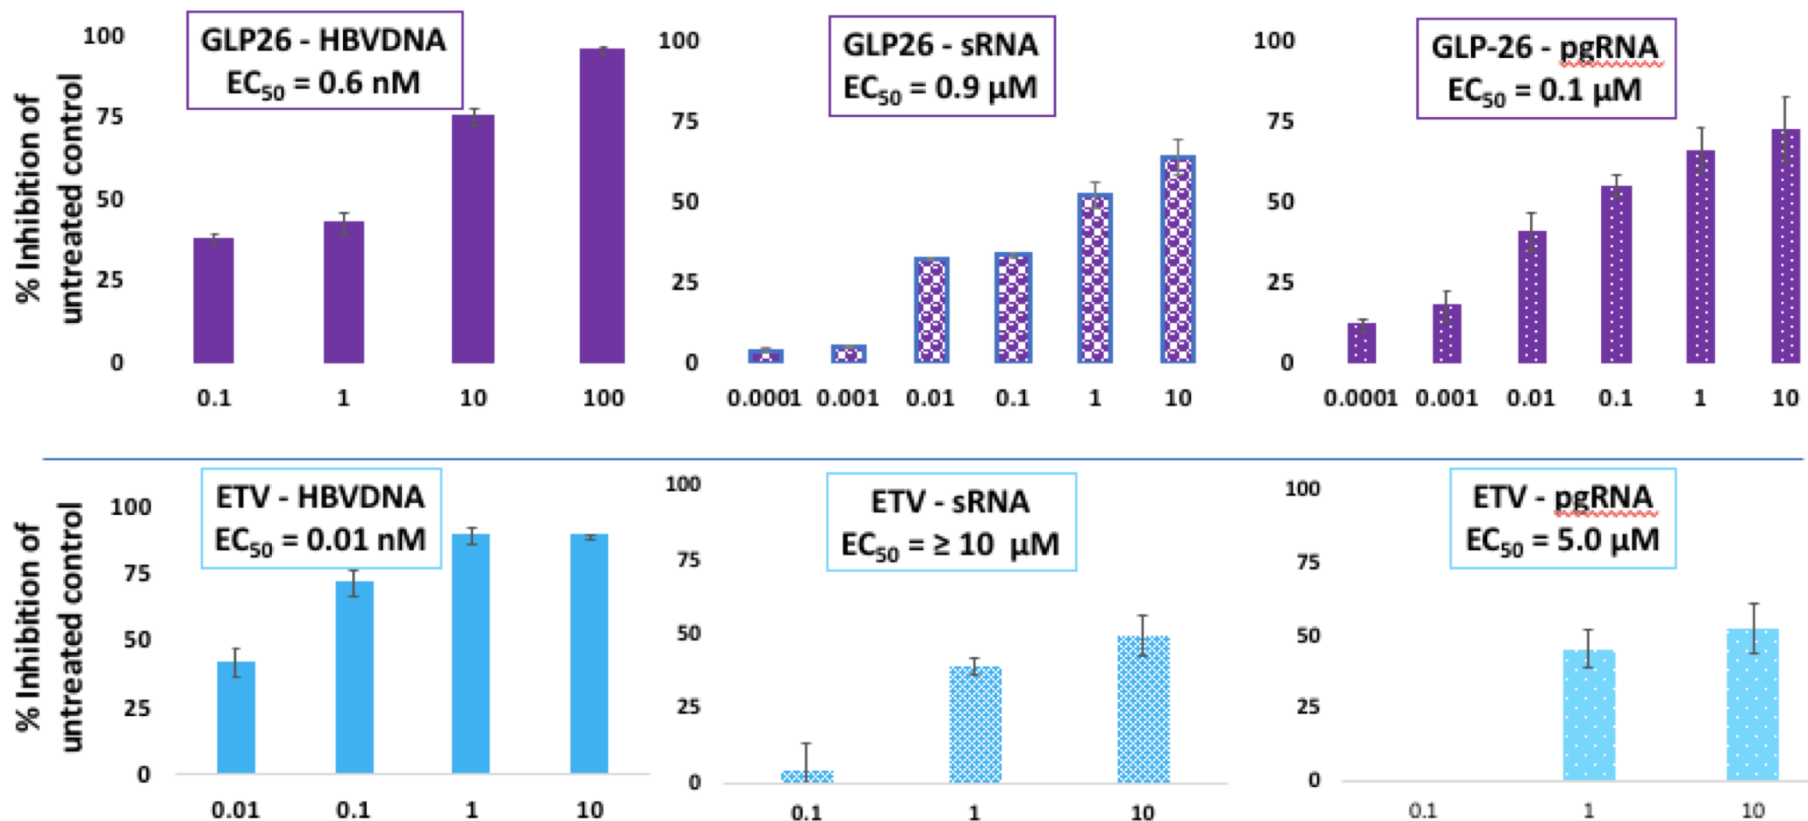 % Inhibition of
untreated control
100
75
50
25
0
GLP26 - HBVDNA
EC50 = 0.6 nM
0.1 1 10 100
100
75
50
25
0
GLP26 - sRNA
EC50 = 0.9 μM
0.0001 0.001 0.01 0.1 1 10
100
75
50
25
0
GLP-26 - pgRNA
EC50 = 0.1 μM
0.0001 0.001 0.01 0.1 1 10
% Inhibition of
untreated control
100
75
50
25
0
ETV - HBVDNA
EC50 = 0.01 nM
0.01 0.1 1 10
100
75
50
25
0
ETV - sRNA
EC50 = ≥ 10 μM
0.1 1 10
100
75
50
25
0
ETV - pgRNA
EC50 = 5.0 μM
0.1 1 10